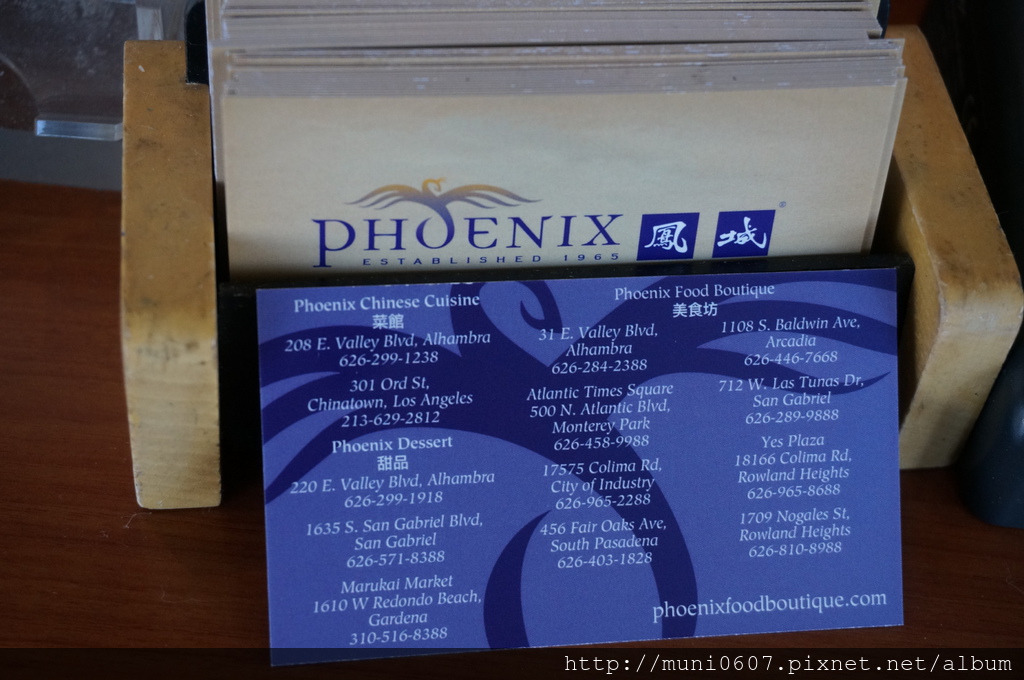 PHOENIX 鳳城®
ESTABLISHED 1965
Phoenix Chinese Cuisine
菜館
208 E. Valley Blvd, Alhambra
626-299-1238
301 Ord St,
Chinatown, Los Angeles
213-629-2812
Phoenix Dessert
甜品
220 E. Valley Blvd, Alhambra
626-299-1918
1635 S. San Gabriel Blvd,
San Gabriel
626-571-8388
Marukai Market
1610 W Redondo Beach,
Gardena
310-516-8388
Phoenix Food Boutique
美食坊
31 E. Valley Blvd,
Alhambra
626-284-2388
Atlantic Times Square
500 N. Atlantic Blvd,
Monterey Park
626-458-9988
17575 Colima Rd,
City of Industry
626-965-2288
456 Fair Oaks Ave,
South Pasadena
626-403-1828
1108 S. Baldwin Ave,
Arcadia
626-446-7668
712 W. Las Tunas Dr,
San Gabriel
626-289-9888
Yes Plaza
18166 Colima Rd,
Rowland Heights
626-965-8688
1709 Nogales St,
Rowland Heights
626-810-8988
phoenixfoodboutique.com
http://muni0607.pixnet.net/album